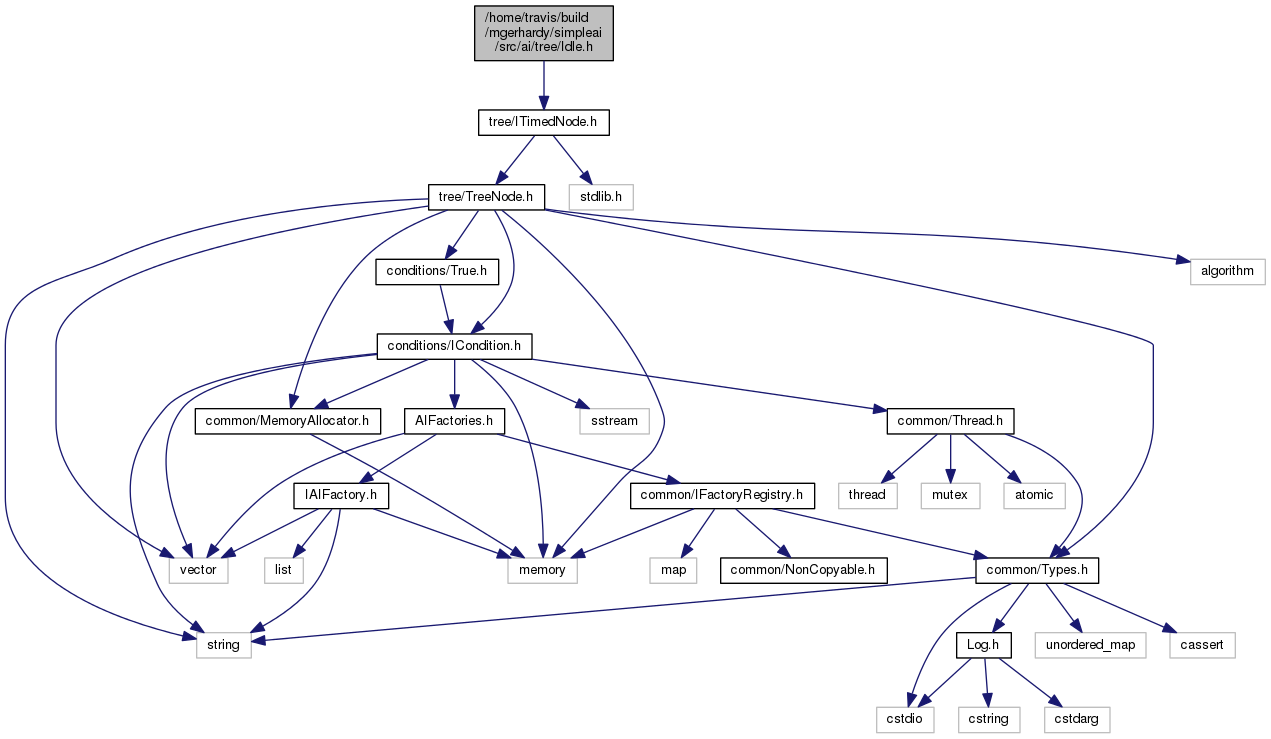 /home/travis/build
/mgerhardy/simpleai
/src/ai/tree/Idle.h
tree/ITimedNode.h
tree/TreeNode.h
stdlib.h
conditions/True.h
algorithm
conditions/ICondition.h
common/MemoryAllocator.h
AIFactories.h
sstream
common/Thread.h
IAIFactory.h
common/IFactoryRegistry.h
thread
mutex
atomic
vector
list
memory
map
common/NonCopyable.h
common/Types.h
string
Log.h
unordered_map
cassert
cstdio
cstring
cstdarg